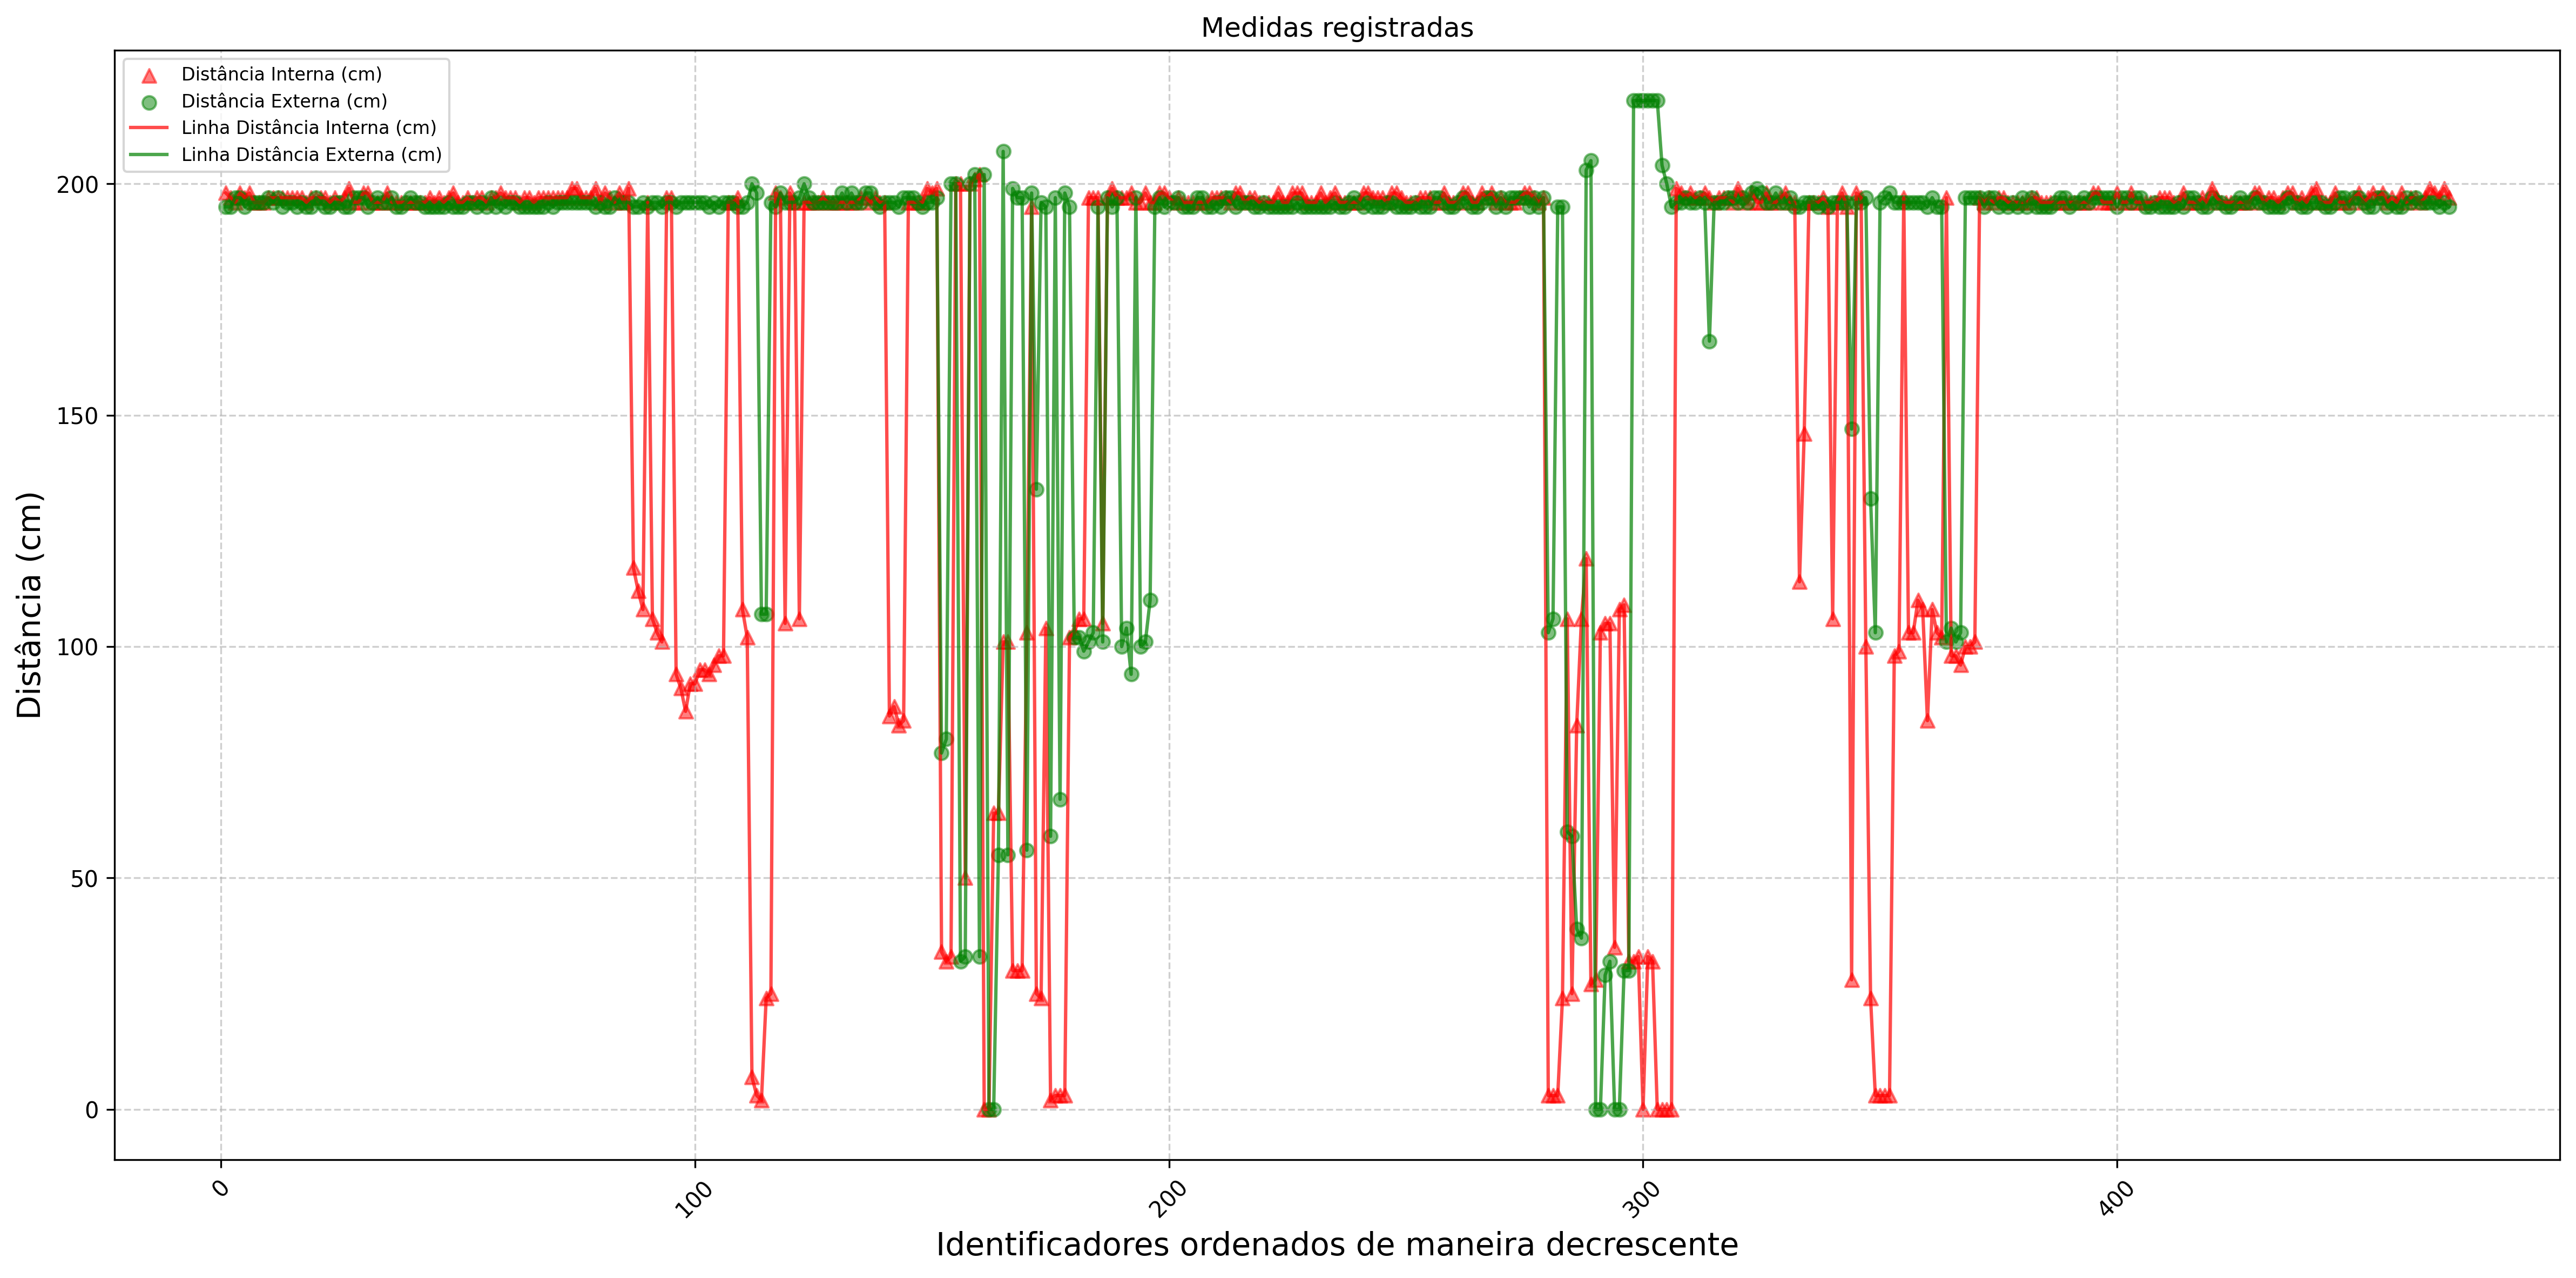 Medidas registradas
Distância Interna (cm)
Distância Externa (cm)
Linha Distância Interna (cm)
Linha Distância Externa (cm)
Distância (cm)
200
150
100
50
0
0
100
200
300
400
Identificadores ordenados de maneira decrescente